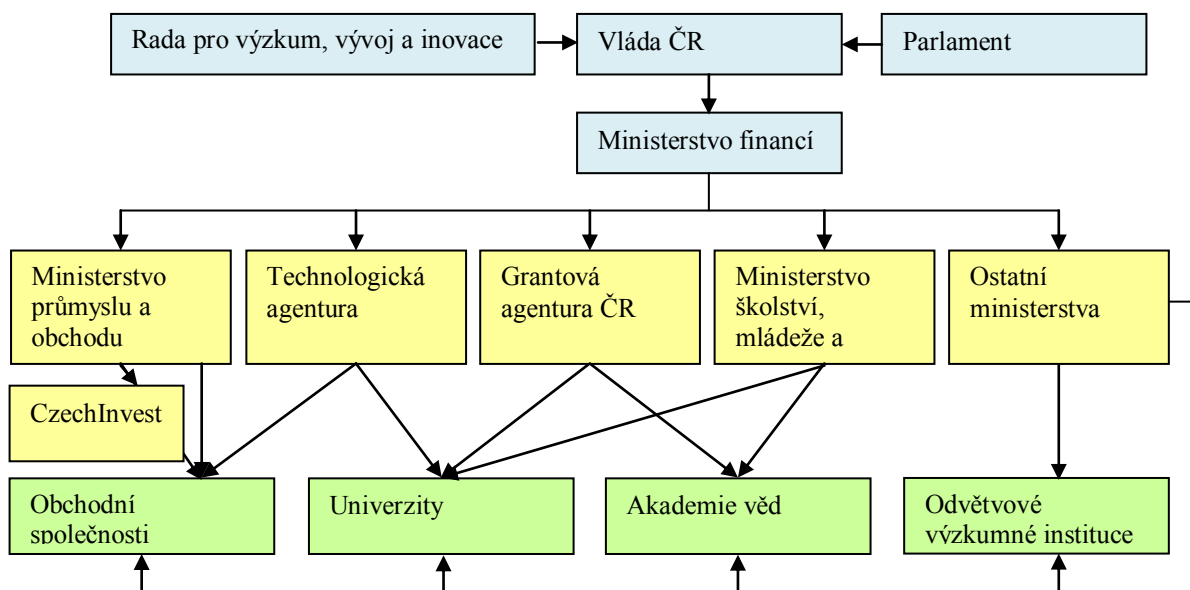 Rada pro výzkum, vývoj a inovace
Vláda ČR
Parlament
Ministerstvo financí
Ministerstvo
průmyslu a
obchodu
Technologická
agentura
Grantová
agentura ČR
Ministerstvo
školství,
mládeže a
Ostatní
ministerstva
CzechInvest
Obchodní
společnosti
Univerzity
Akademie věd
Odvětvové
výzkumné instituce